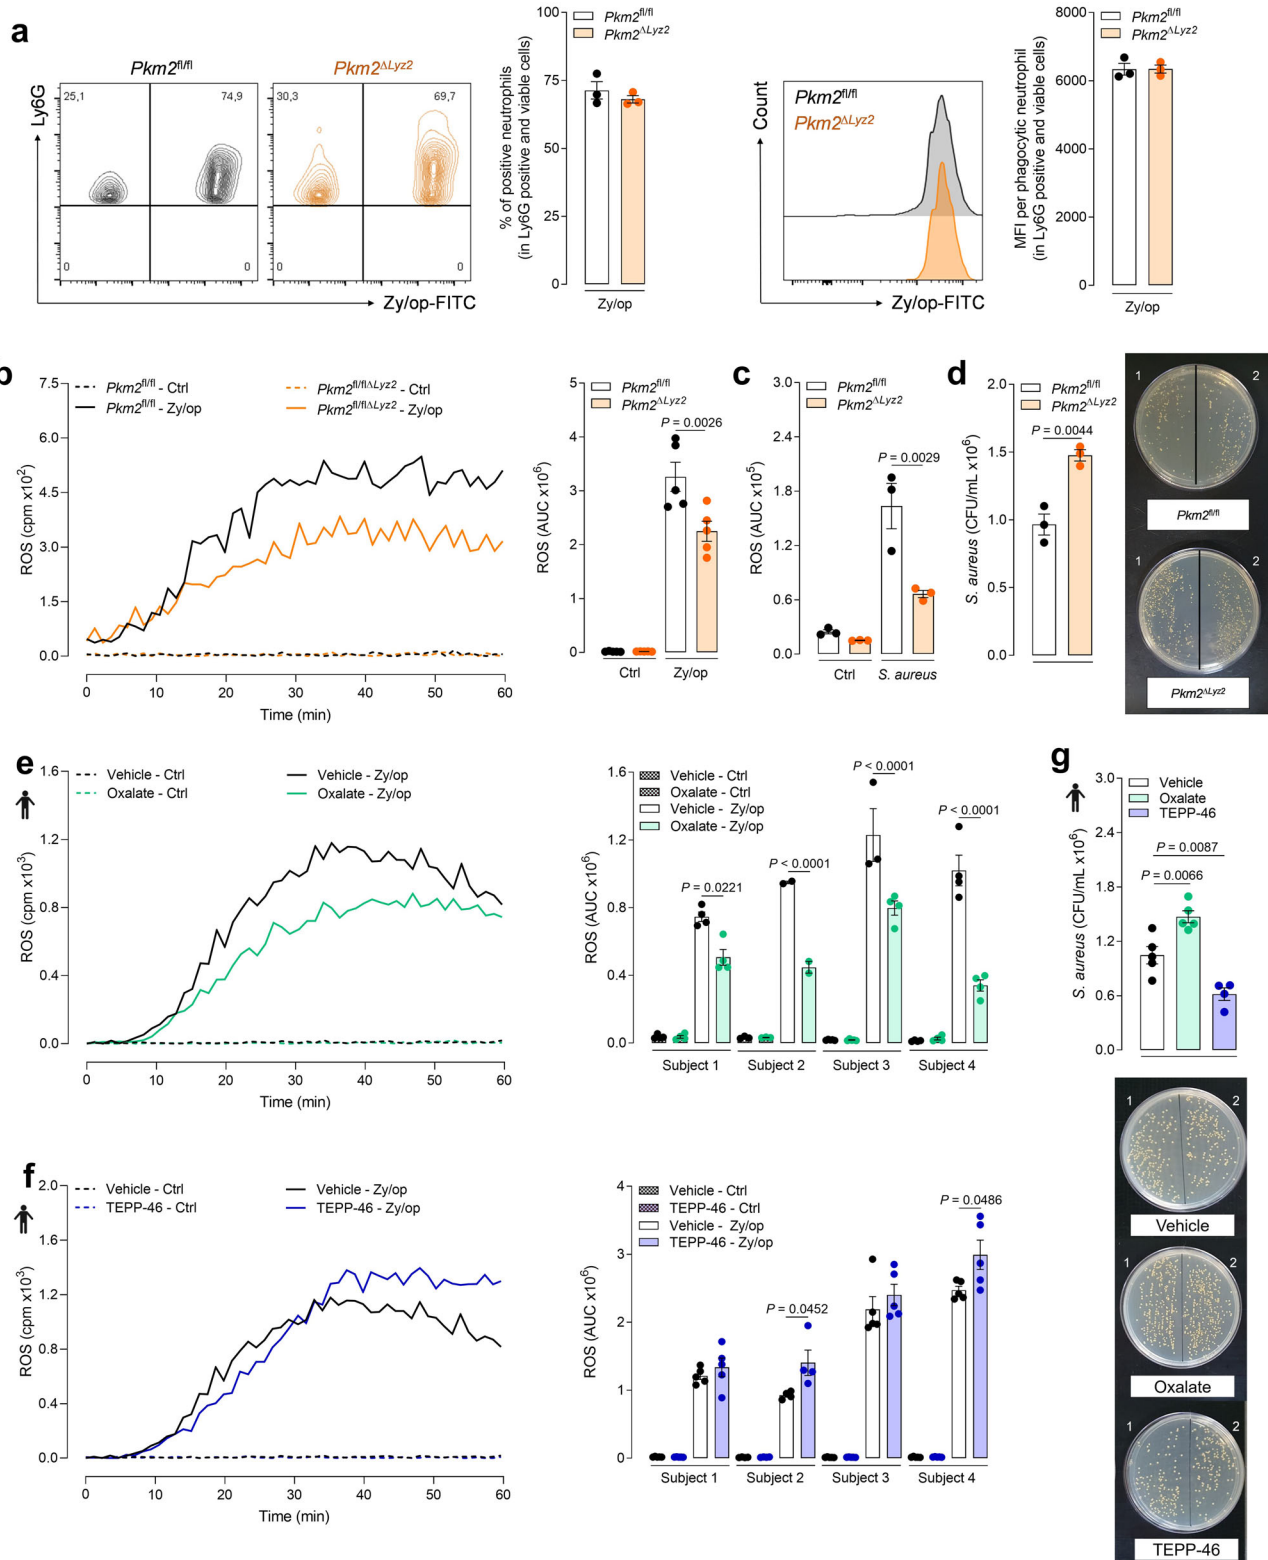 a
Pkm2fl/fl
Pkm2ΔLyz2
Ly6G
25,1
74,9
0
0
30,3
69,7
0
0
Zy/op-FITC
% of positive neutrophils
(in Ly6G positive and viable cells)
100
75
50
25
0
Pkm2fl/fl
Pkm2ΔLyz2
Zy/op
Count
Pkm2fl/fl
Pkm2ΔLyz2
Zy/op-FITC
MFI per phagocytic neutrophil
(in Ly6G positive and viable cells)
8000
6000
4000
2000
0
Pkm2fl/fl
Pkm2ΔLyz2
Zy/op
b
Pkm2fl/fl - Ctrl
Pkm2fl/fl - Zy/op
Pkm2fl/flΔLyz2 - Ctrl
Pkm2fl/flΔLyz2 - Zy/op
ROS (cpm x10²)
7.5
6.0
4.5
3.0
1.5
0.0
0 10 20 30 40 50 60
Time (min)
ROS (AUC x10⁶)
5
4
3
2
1
0
Pkm2fl/fl
Pkm2ΔLyz2
P = 0.0026
Ctrl Zy/op
c
ROS (AUC x10⁵)
3.0
2.4
1.8
1.2
0.6
0.0
Pkm2fl/fl
Pkm2ΔLyz2
P = 0.0029
Ctrl S. aureus
d
S. aureus (CFU/mL x10⁶)
2.0
1.5
1.0
0.5
0.0
Pkm2fl/fl
Pkm2ΔLyz2
P = 0.0044
1 2
Pkm2fl/fl
1 2
Pkm2ΔLyz2
e
Vehicle - Ctrl
Oxalate - Ctrl
Vehicle - Zy/op
Oxalate - Zy/op
ROS (cpm x10³)
1.6
1.2
0.8
0.4
0.0
0 10 20 30 40 50 60
Time (min)
ROS (AUC x10⁶)
1.6
1.2
0.8
0.4
0.0
Vehicle - Ctrl
Oxalate - Ctrl
Vehicle - Zy/op
Oxalate - Zy/op
P = 0.0221
P < 0.0001
P < 0.0001
P < 0.0001
Subject 1 Subject 2 Subject 3 Subject 4
f
Vehicle - Ctrl
TEPP-46 - Ctrl
Vehicle - Zy/op
TEPP-46 - Zy/op
ROS (cpm x10³)
2.0
1.6
1.2
0.8
0.4
0.0
0 10 20 30 40 50 60
Time (min)
ROS (AUC x10⁶)
4
3
2
1
0
Vehicle - Ctrl
TEPP-46 - Ctrl
Vehicle - Zy/op
TEPP-46 - Zy/op
P = 0.0452
P = 0.0486
Subject 1 Subject 2 Subject 3 Subject 4
g
S. aureus (CFU/mL x10⁶)
3.0
2.4
1.8
1.2
0.6
0.0
Vehicle
Oxalate
TEPP-46
P = 0.0087
P = 0.0066
1 2
Vehicle
1 2
Oxalate
1 2
TEPP-46